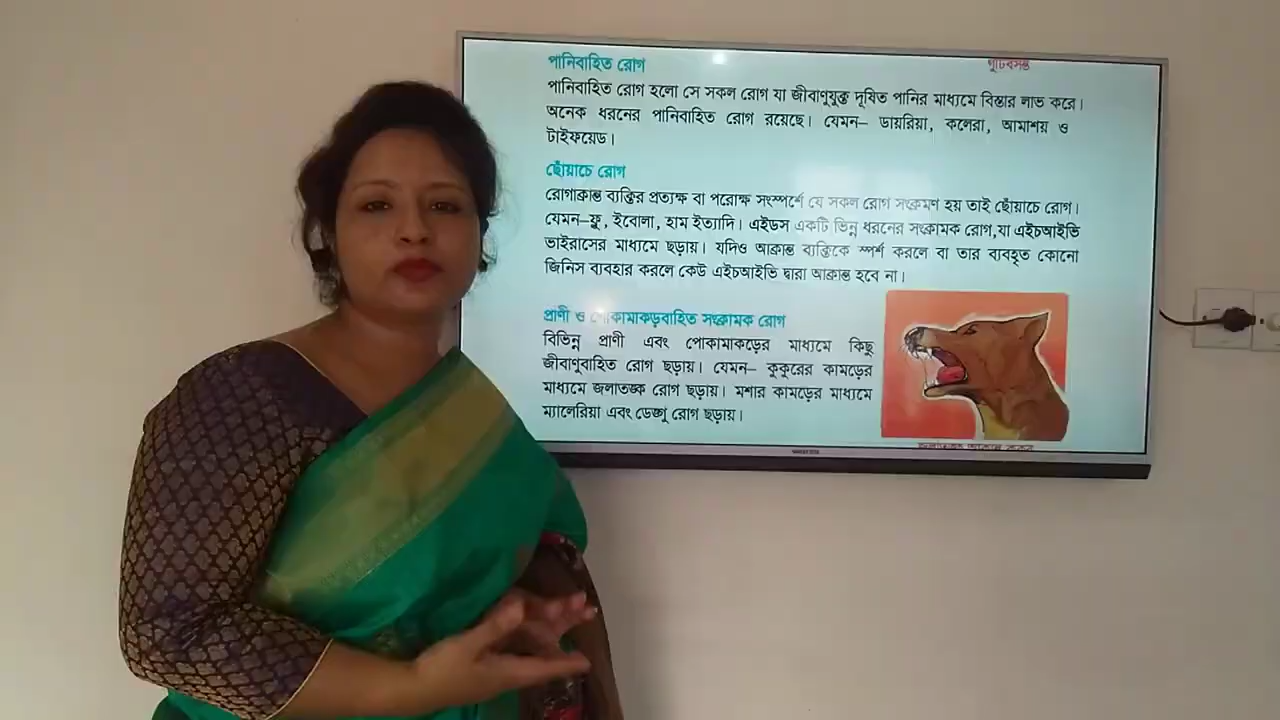 পানিবাহিত রোগ
গুটিবসন্ত
পানিবাহিত রোগ হলো সে সকল রোগ যা জীবাণুযুক্ত দূষিত পানির মাধ্যমে বিস্তার লাভ করে।
অনেক ধরনের পানিবাহিত রোগ রয়েছে। যেমন– ডায়রিয়া, কলেরা, আমাশয় ও
টাইফয়েড।
ছোঁয়াচে রোগ
রোগাক্রান্ত ব্যক্তির প্রত্যক্ষ বা পরোক্ষ সংস্পর্শে যে সকল রোগ সংক্রমণ হয় তাই ছোঁয়াচে রোগ।
যেমন–ফ্লু, ইবোলা, হাম ইত্যাদি। এইডস একটি ভিন্ন ধরনের সংক্রামক রোগ,যা এইচআইভি
ভাইরাসের মাধ্যমে ছড়ায়। যদিও আক্রান্ত ব্যক্তিকে স্পর্শ করলে বা তার ব্যবহৃত কোনো
জিনিস ব্যবহার করলে কেউ এইচআইভি দ্বারা আক্রান্ত হবে না।
প্রাণী ও পোকামাকড়বাহিত সংক্রামক রোগ
বিভিন্ন প্রাণী এবং পোকামাকড়ের মাধ্যমে কিছু
জীবাণুবাহিত রোগ ছড়ায়। যেমন– কুকুরের কামড়ের
মাধ্যমে জলাতঙ্ক রোগ ছড়ায়। মশার কামড়ের মাধ্যমে
ম্যালেরিয়া এবং ডেঙ্গু রোগ ছড়ায়।